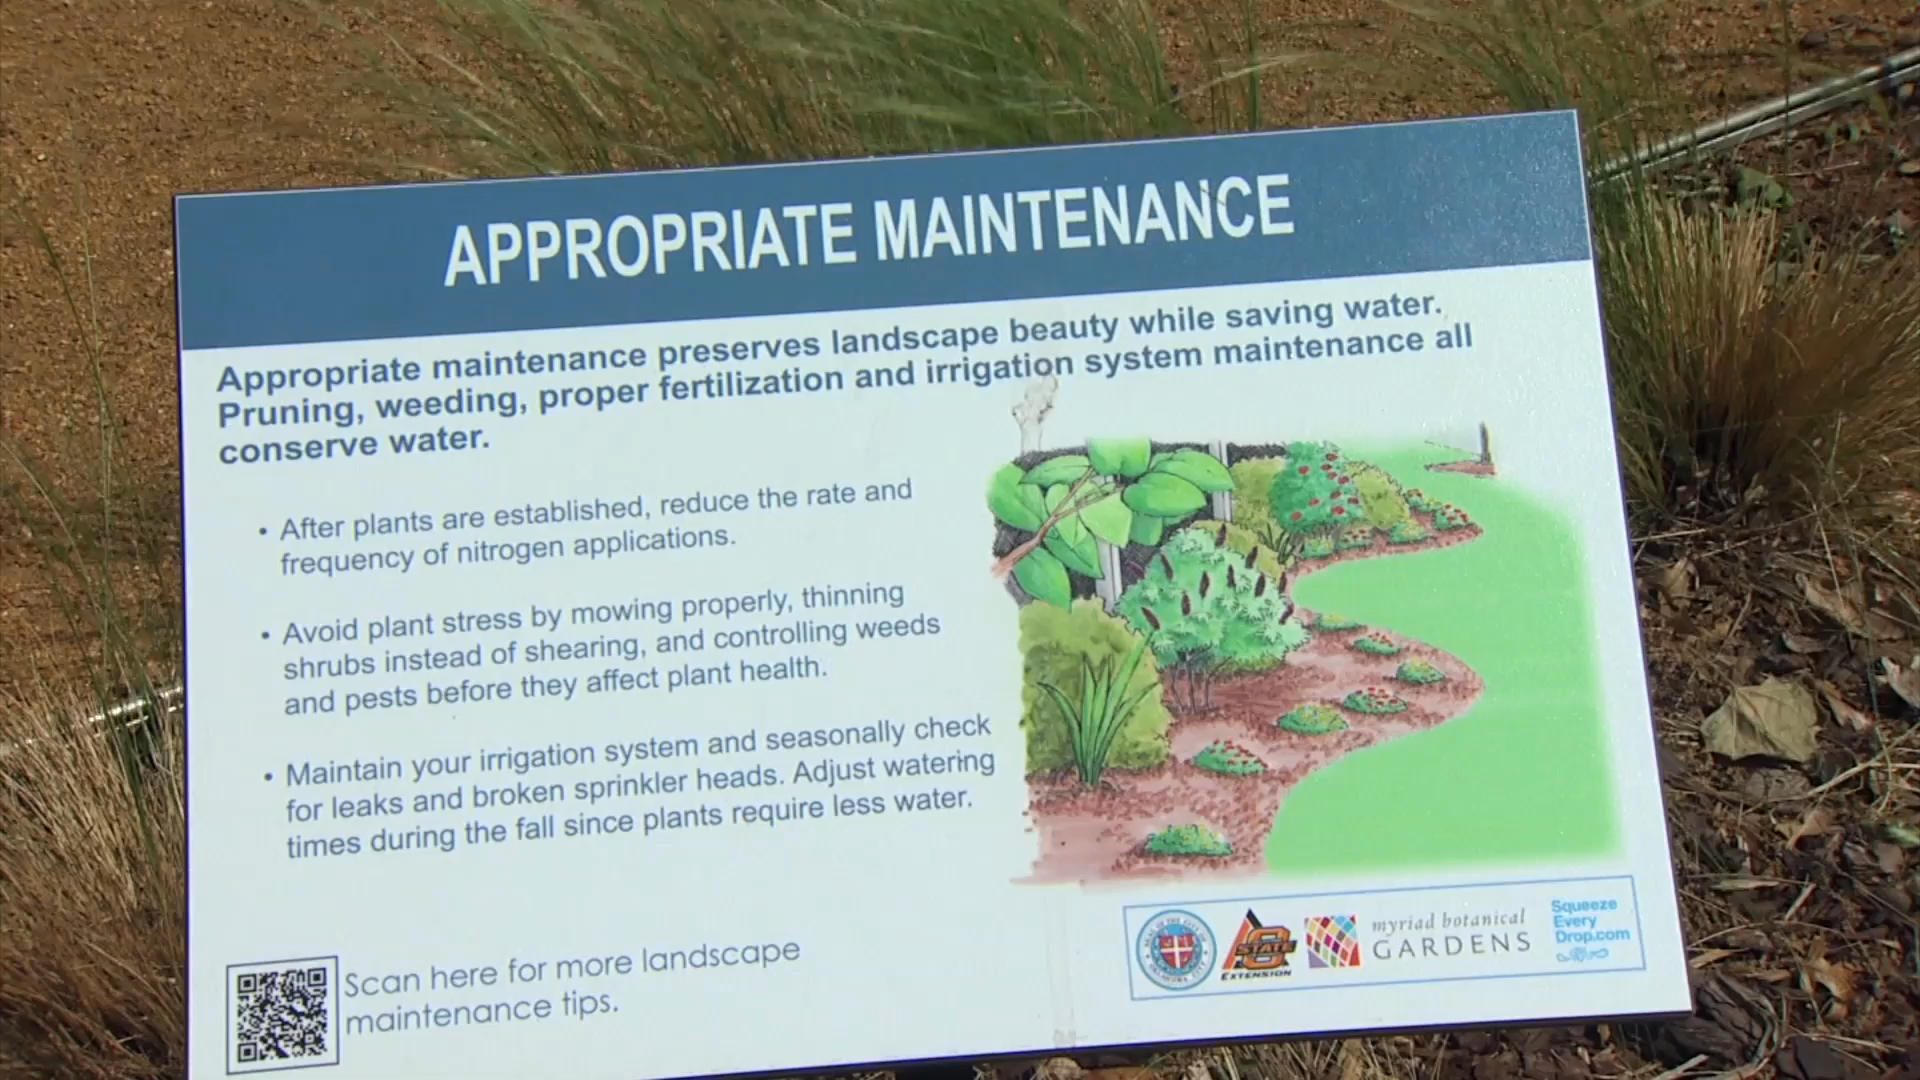 APPROPRIATE MAINTENANCE
Appropriate maintenance preserves landscape beauty while saving water.
Pruning, weeding, proper fertilization and irrigation system maintenance all
conserve water.
• After plants are established, reduce the rate and
frequency of nitrogen applications.
• Avoid plant stress by mowing properly, thinning
shrubs instead of shearing, and controlling weeds
and pests before they affect plant health.
• Maintain your irrigation system and seasonally check
for leaks and broken sprinkler heads. Adjust watering
times during the fall since plants require less water.
Scan here for more landscape
maintenance tips.
STATE
EXTENSION
myriad botanical
GARDENS
Squeeze
Every
Drop.com